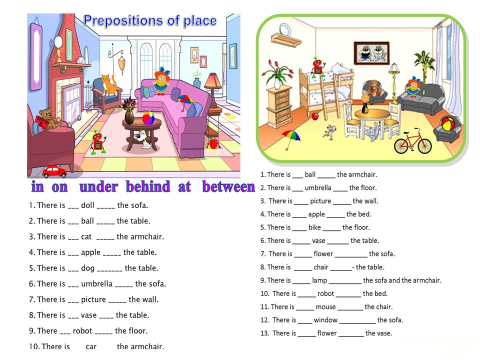 Prepositions of place
in on under behind at between
1. There is ___ doll _____ the sofa.
2. There is ___ ball _____ the table.
3. There is ___ cat _____ the armchair.
4. There is ___ apple _____ the table.
5. There is ___ dog _______ the table.
6. There is ___ umbrella _____ the sofa.
7. There is ___ picture _____ the wall.
8. There is ___ vase ____ the table.
9. There ___ robot _____ the floor.
10. There is ___ car ____ the armchair.
1. There is ___ ball _____ the armchair.
2. There is ___ umbrella ____ the floor.
3. There is ____ picture _____ the wall.
4. There is ____ apple _____ the bed.
5. There is _____ bike _____ the floor.
6. There is _____ vase _______ the table.
7. There is _____ flower _________ the sofa.
8. There is _____ chair _______- the table.
9. There is _____ lamp _________ the sofa and the armchair.
10. There is _____ robot ________ the bed.
11. There is _____ mouse _______ the chair.
12. There is ____ window __________ the sofa.
13. There is _____ flower _______ the vase.